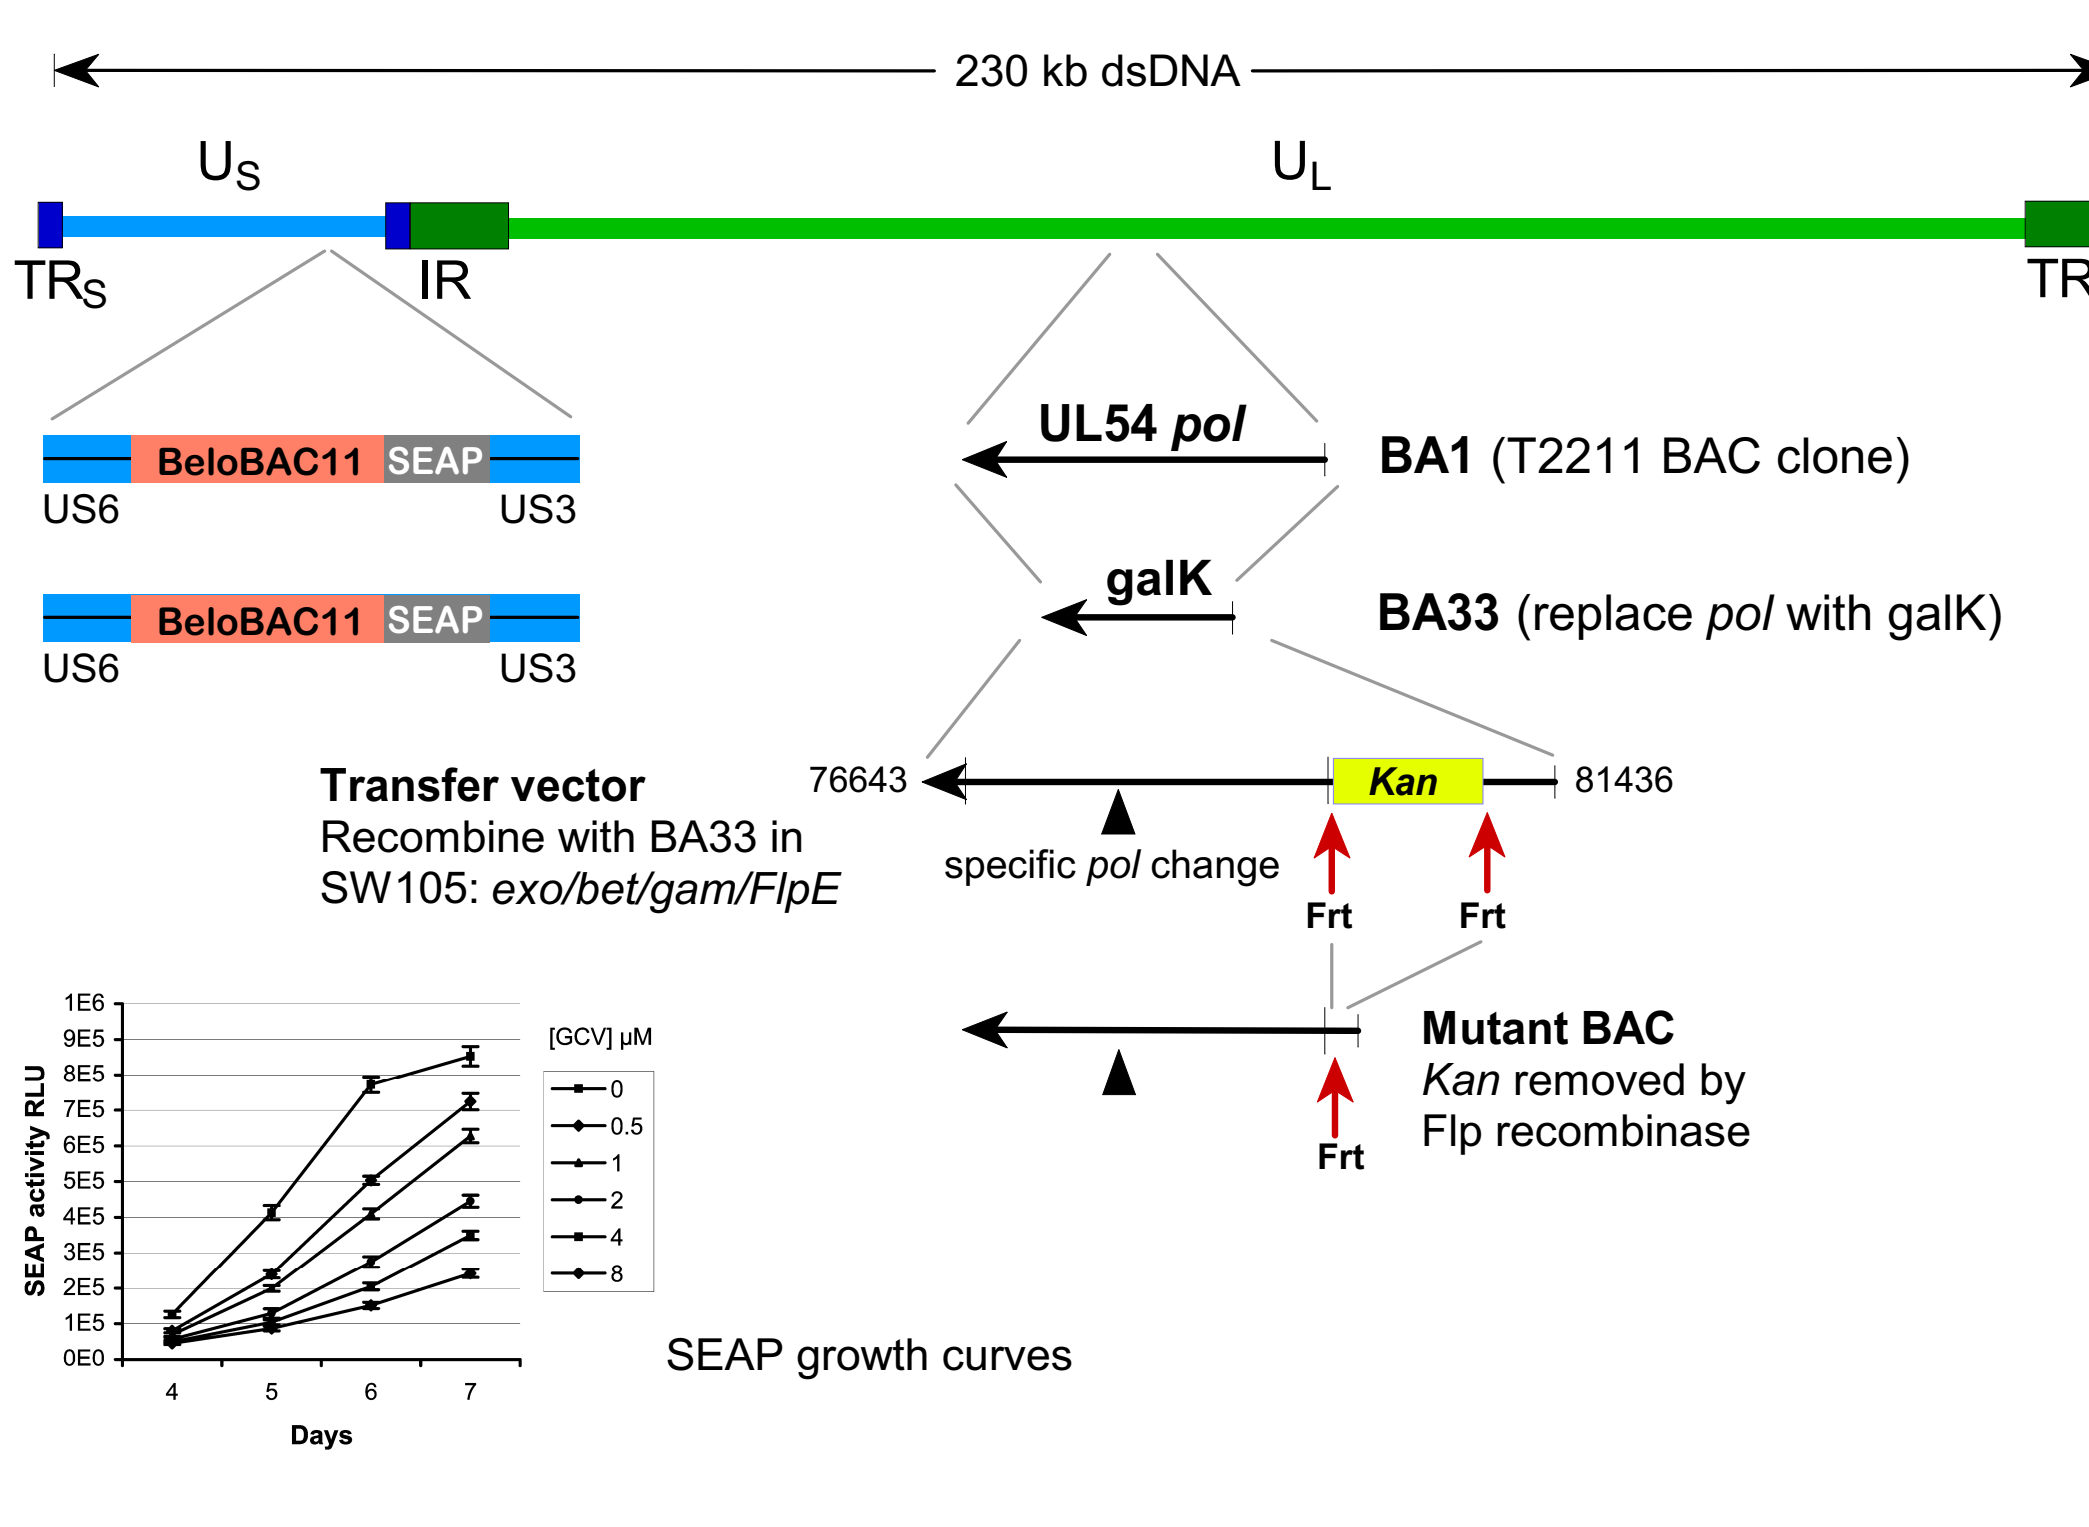 230 kb dsDNA
US
UL
TRS
IR
TR
UL54 pol
BeloBAC11 SEAP
BA1 (T2211 BAC clone)
US6
US3
galK
BeloBAC11 SEAP
BA33 (replace pol with galK)
US6
US3
Transfer vector
Recombine with BA33 in
SW105: exo/bet/gam/FlpE
76643
Kan
81436
specific pol change
Frt
Frt
Mutant BAC
Kan removed by
Flp recombinase
Frt
SEAP activity RLU
1E6
9E5
8E5
7E5
6E5
5E5
4E5
3E5
2E5
1E5
0E0
4 5 6 7
Days
[GCV] µM
0
0.5
1
2
4
8
SEAP growth curves